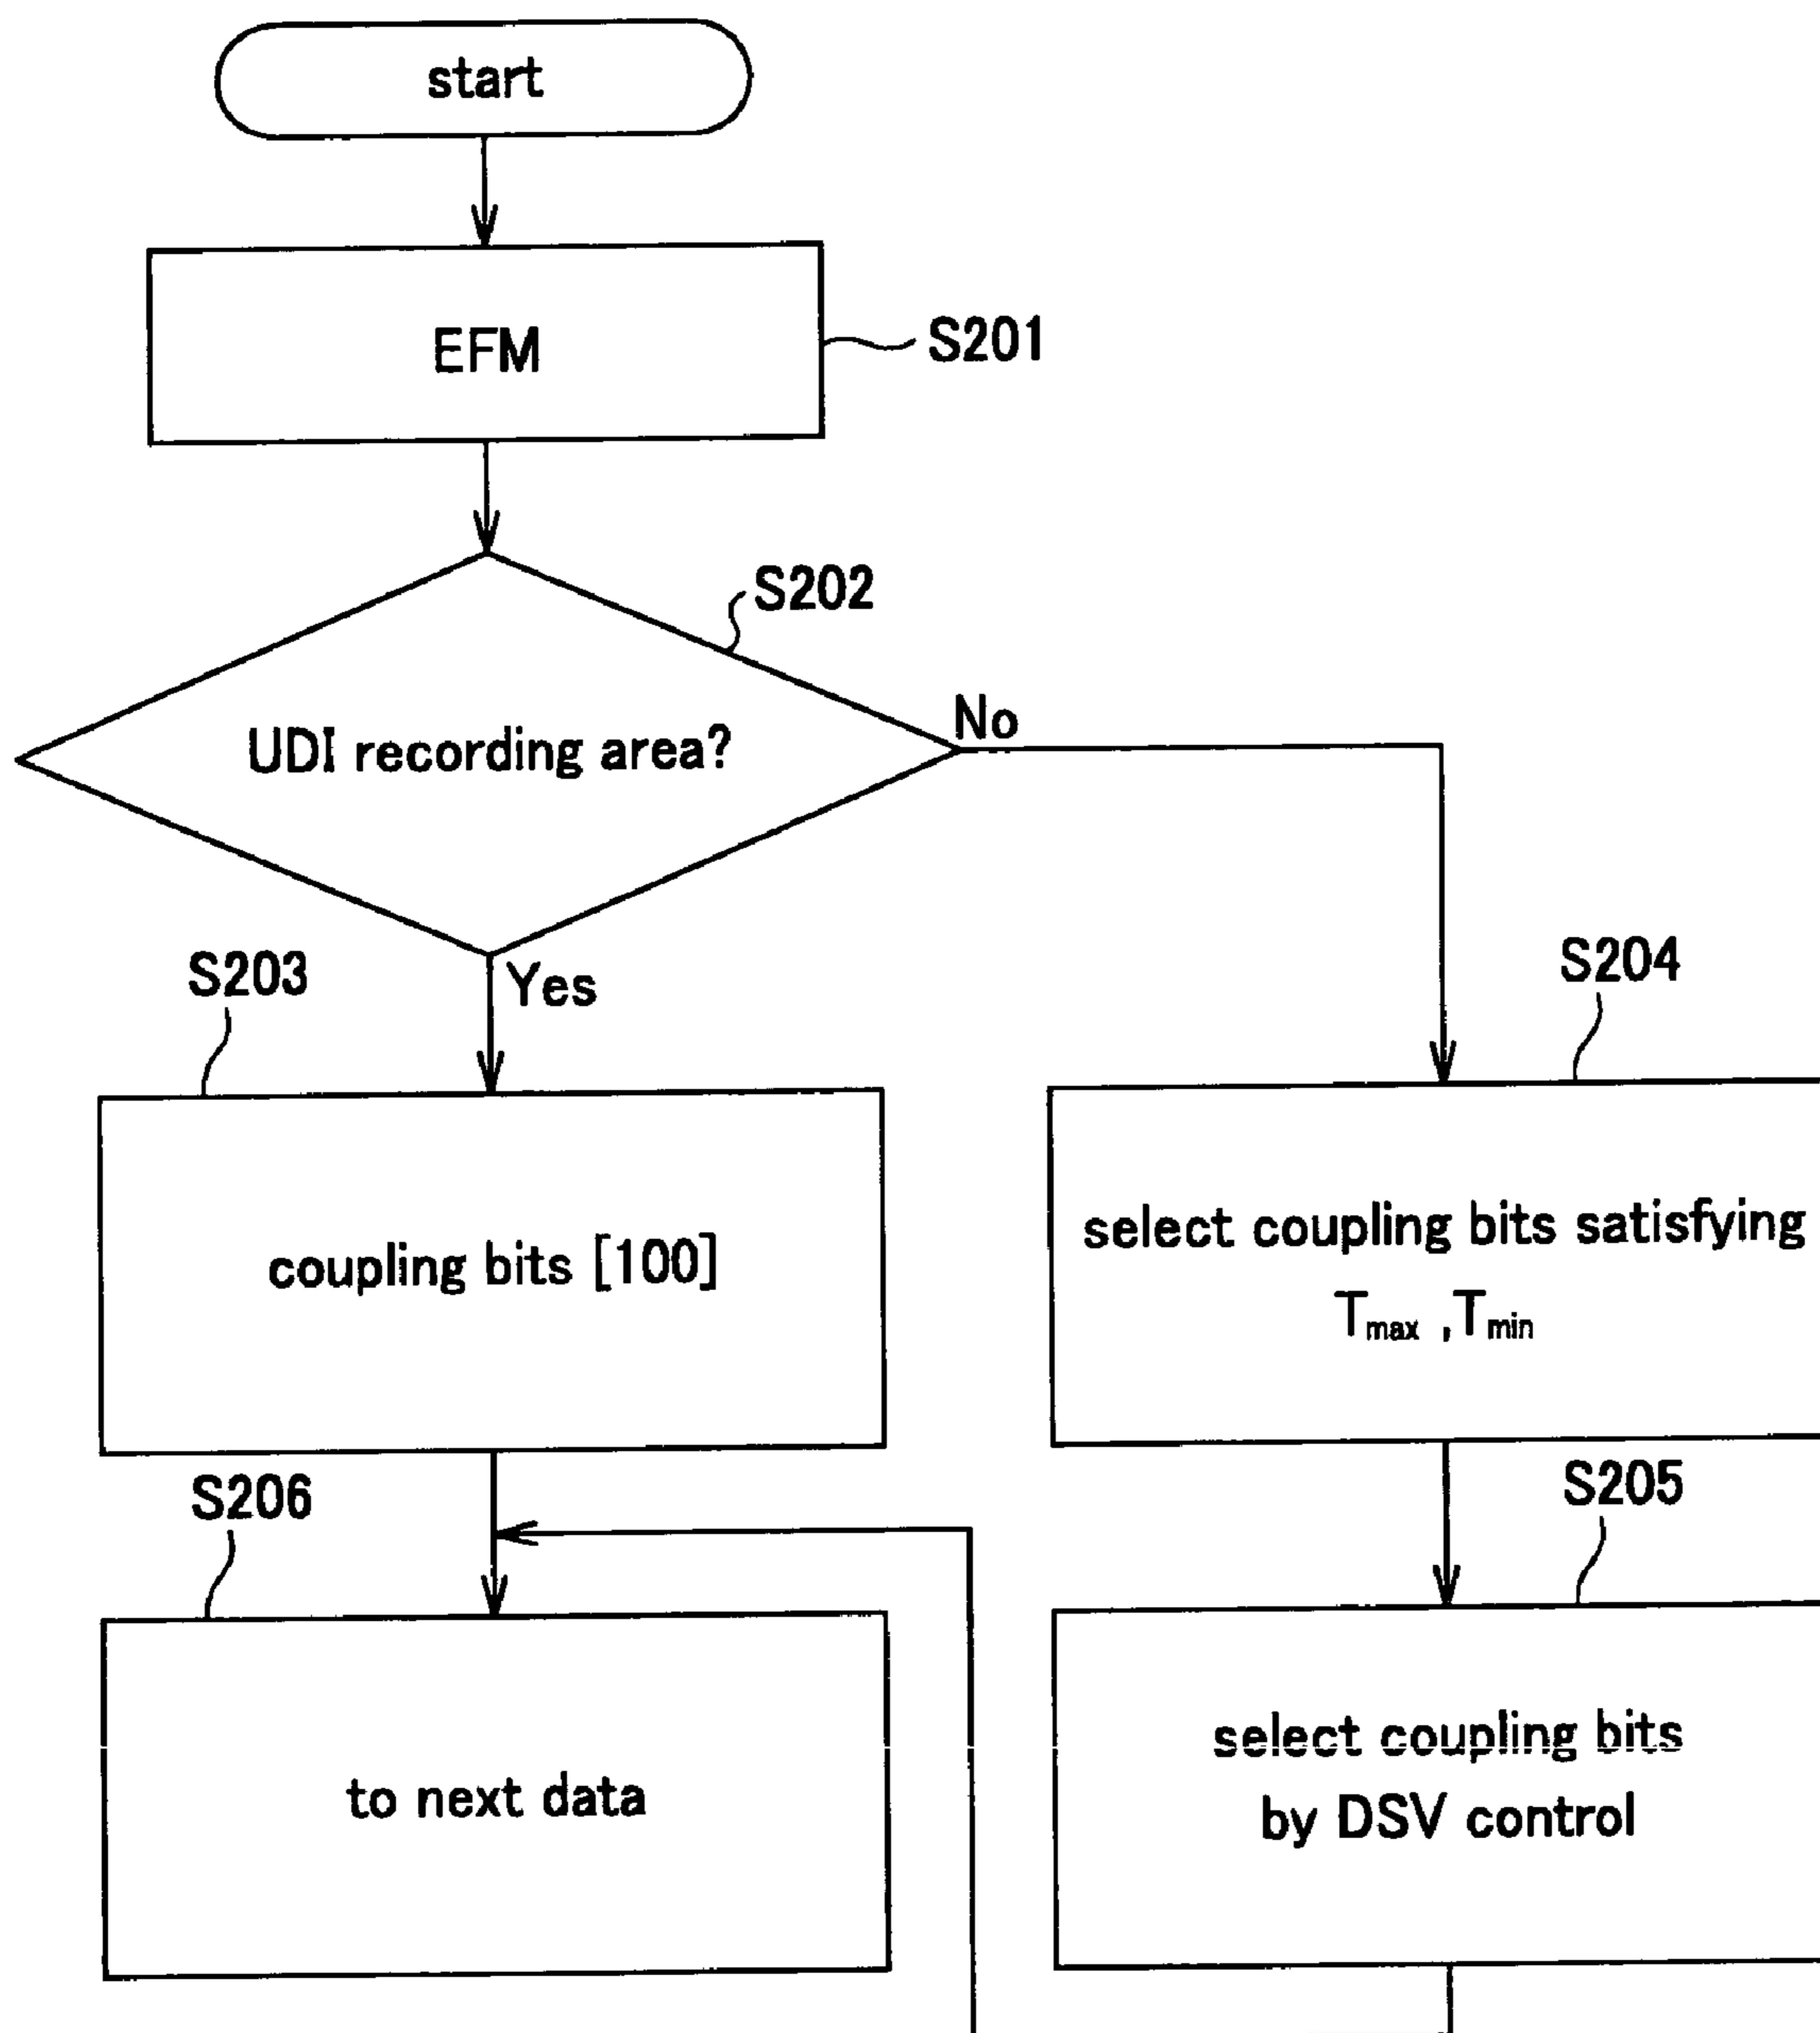 start
EFM
S201
S202
UDI recording area?
No
Yes
S203
coupling bits [100]
S204
select coupling bits satisfying
Tmax ,Tmin
S206
to next data
S205
select coupling bits
by DSV control